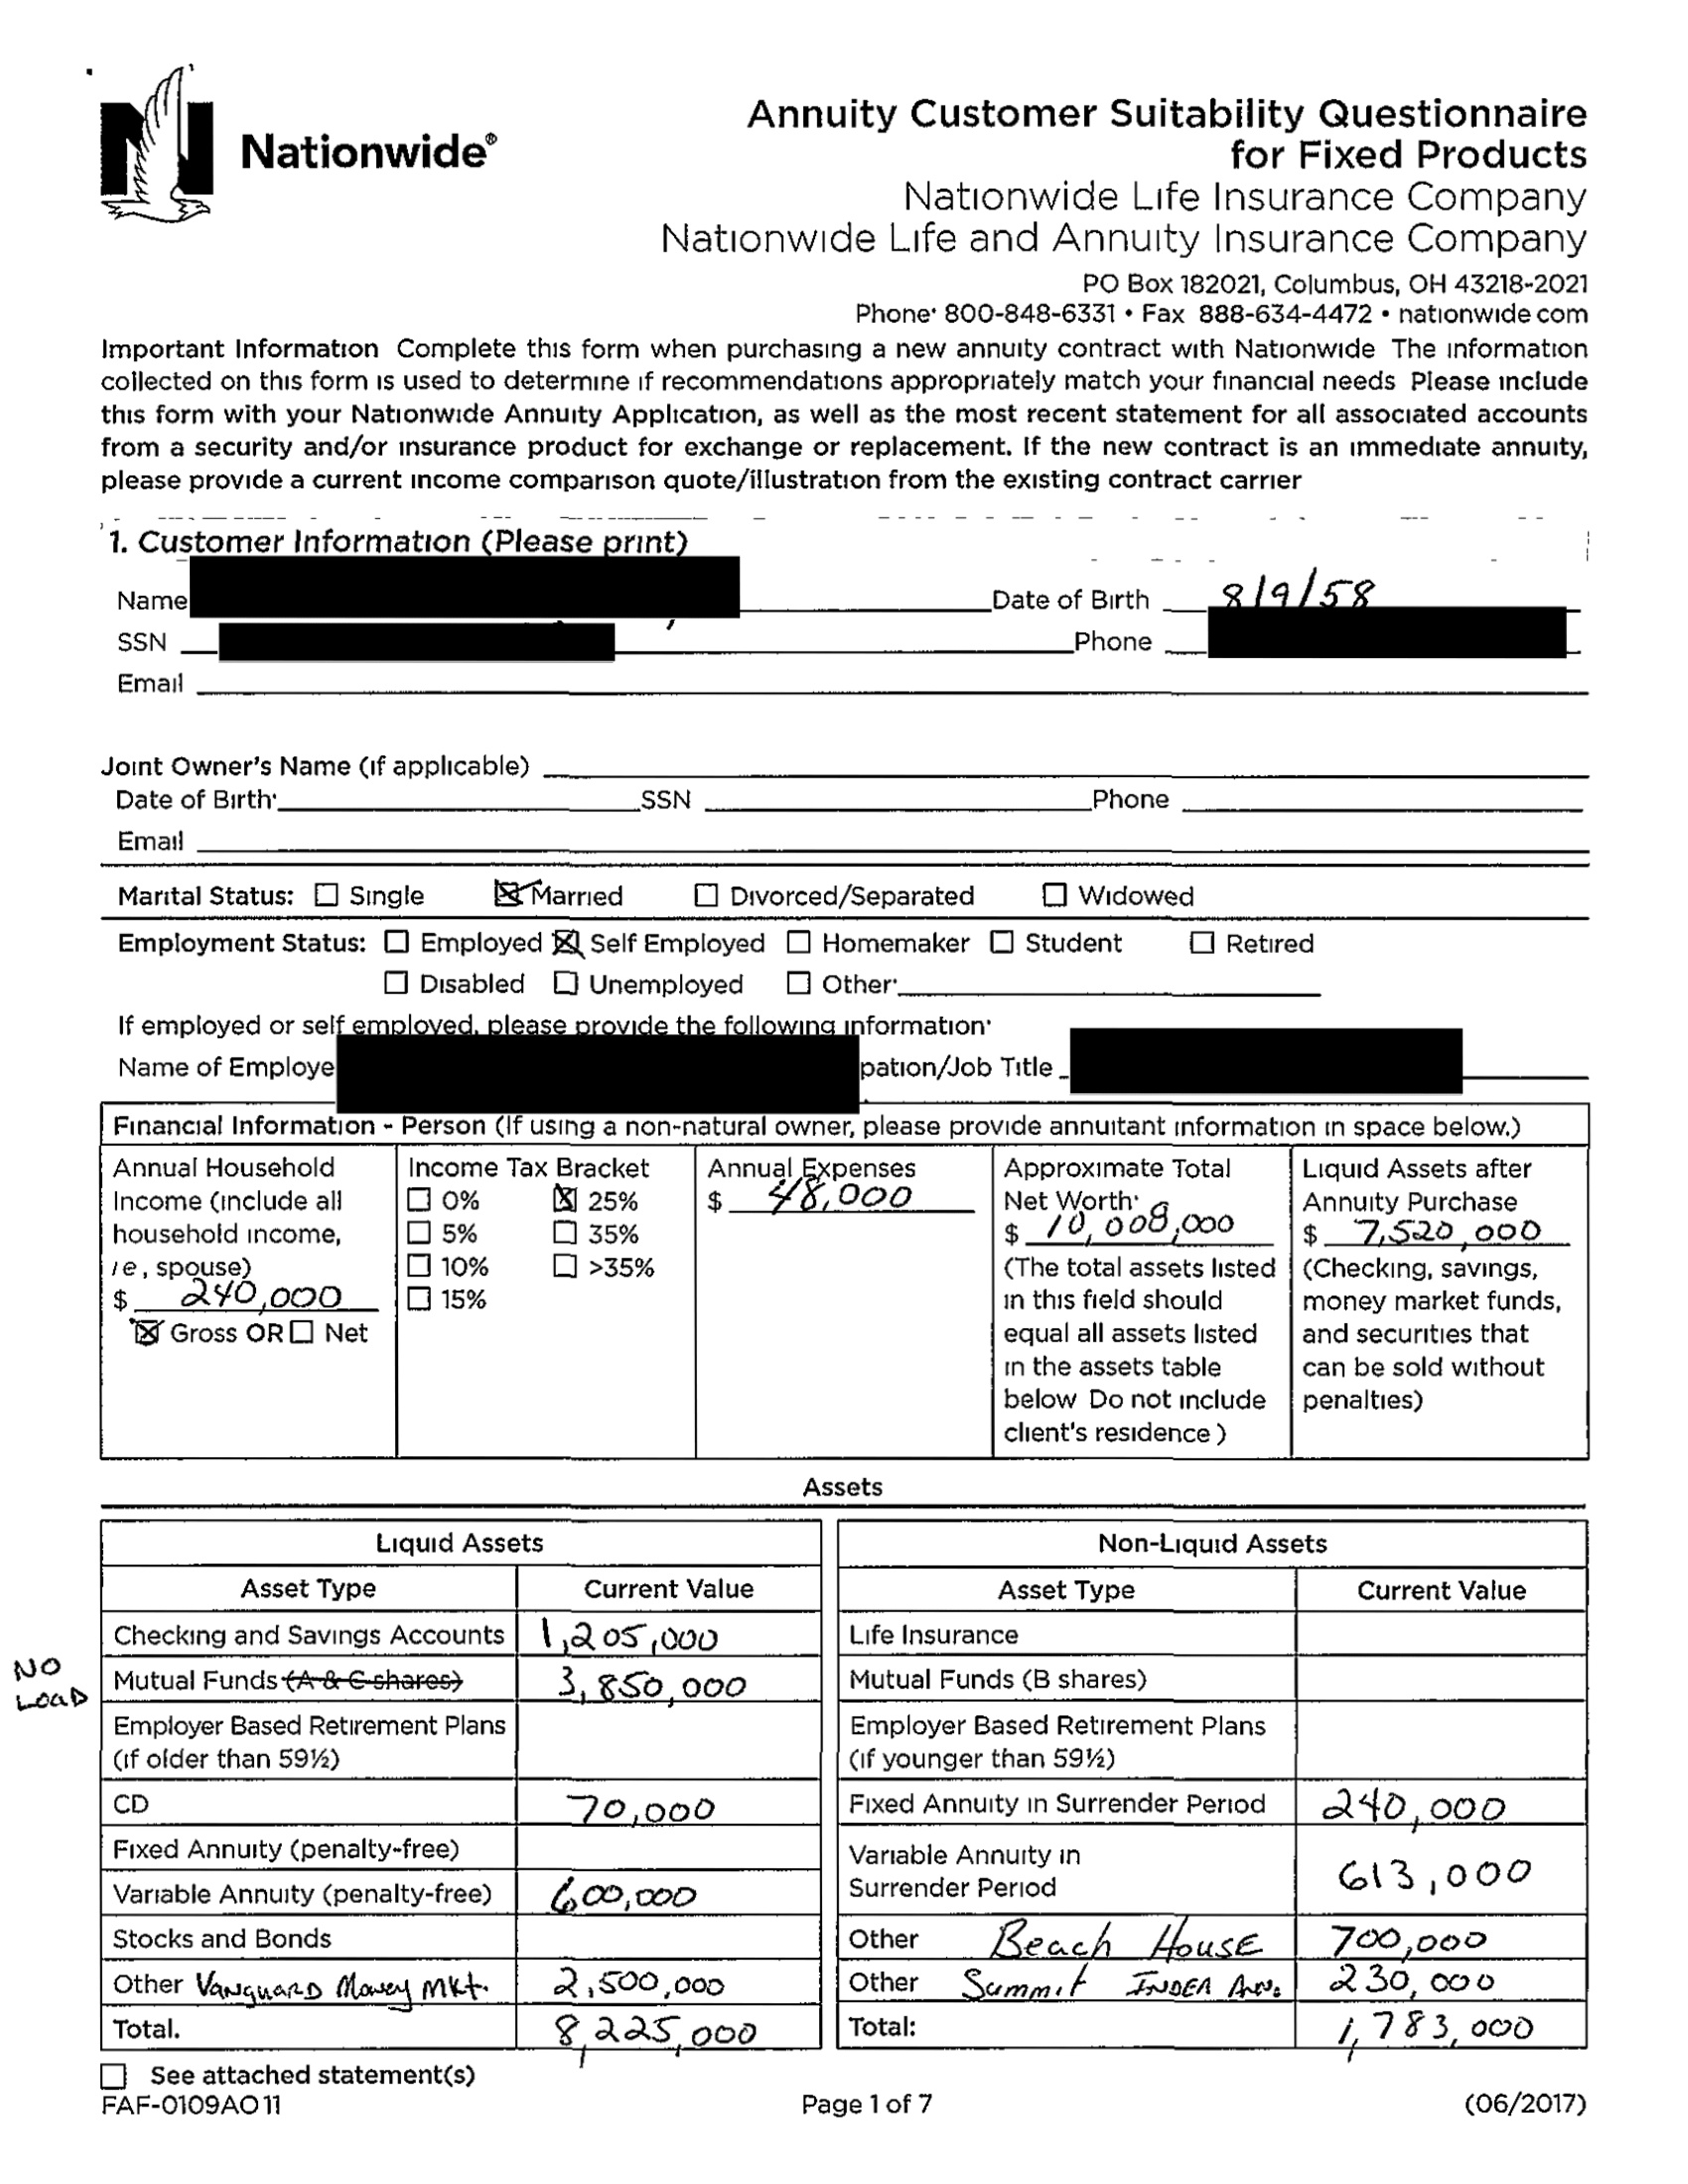 Nationwide®
Annuity Customer Suitability Questionnaire
for Fixed Products
Nationwide Life Insurance Company
Nationwide Life and Annuity Insurance Company
PO Box 182021, Columbus, OH 43218-2021
Phone· 800-848-6331 • Fax 888-634-4472 • nationwide com
Important Information Complete this form when purchasing a new annuity contract with Nationwide The information
collected on this form is used to determine if recommendations appropriately match your financial needs Please include
this form with your Nationwide Annuity Application, as well as the most recent statement for all associated accounts
from a security and/or insurance product for exchange or replacement. If the new contract is an immediate annuity,
please provide a current income comparison quote/illustration from the existing contract carrier
1. Customer Information (Please print)
Name Date of Birth 8/9/58
SSN Phone
Email
Joint Owner's Name (if applicable)
Date of Birth· SSN Phone
Email
Marital Status: ☐ Single ☒ Married ☐ Divorced/Separated ☐ Widowed
Employment Status: ☐ Employed ☒ Self Employed ☐ Homemaker ☐ Student ☐ Retired
☐ Disabled ☐ Unemployed ☐ Other·
If employed or self employed, please provide the following information·
Name of Employe pation/Job Title
Financial Information - Person (If using a non-natural owner, please provide annuitant information in space below.)
Annual Household Income (include all household income, ie, spouse)
$ 240,000
☒ Gross OR ☐ Net
Income Tax Bracket
☐ 0% ☒ 25%
☐ 5% ☐ 35%
☐ 10% ☐ >35%
☐ 15%
Annual Expenses
$ 48,000
Approximate Total
Net Worth·
$ 10,008,000
(The total assets listed
in this field should
equal all assets listed
in the assets table
below Do not include
client's residence)
Liquid Assets after
Annuity Purchase
$ 7,520,000
(Checking, savings,
money market funds,
and securities that
can be sold without
penalties)
Assets
Liquid Assets
Asset Type Current Value
Checking and Savings Accounts 1,205,000
NO LOAD Mutual Funds (A & C shares) 3,850,000
Employer Based Retirement Plans
(if older than 59½)
CD 70,000
Fixed Annuity (penalty-free)
Variable Annuity (penalty-free) 600,000
Stocks and Bonds
Other Vanguard Money Mkt. 2,500,000
Total. 8,225,000
Non-Liquid Assets
Asset Type Current Value
Life Insurance
Mutual Funds (B shares)
Employer Based Retirement Plans
(if younger than 59½)
Fixed Annuity in Surrender Period 240,000
Variable Annuity in
Surrender Period 613,000
Other Beach House 700,000
Other Summit INDEX Ann. 230,000
Total: 1,783,000
☐ See attached statement(s)
FAF-0109AO 11 Page 1 of 7 (06/2017)